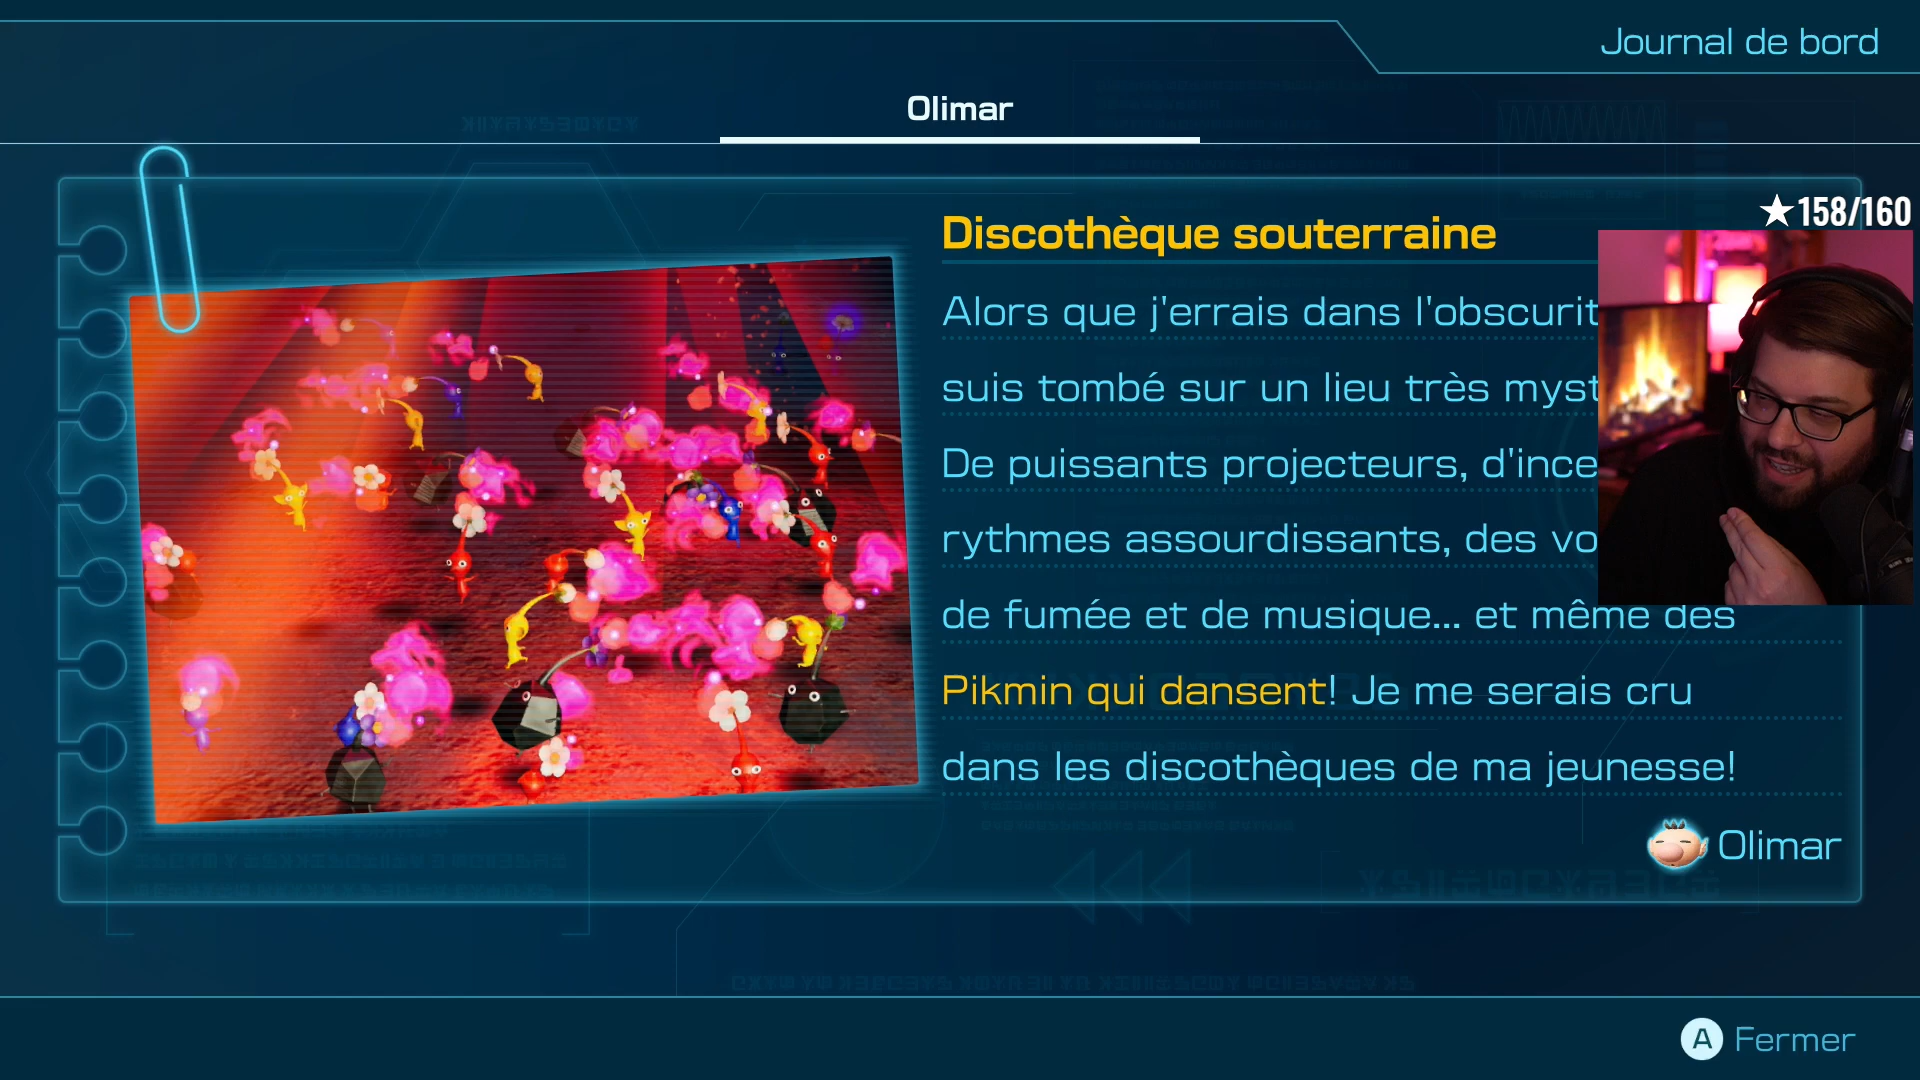 Journal de bord
Olimar
★158/160
Discothèque souterraine
Alors que j'errais dans l'obscurit
suis tombé sur un lieu très myst
De puissants projecteurs, d'ince
rythmes assourdissants, des vo
de fumée et de musique... et même des
Pikmin qui dansent! Je me serais cru
dans les discothèques de ma jeunesse!
Olimar
A Fermer